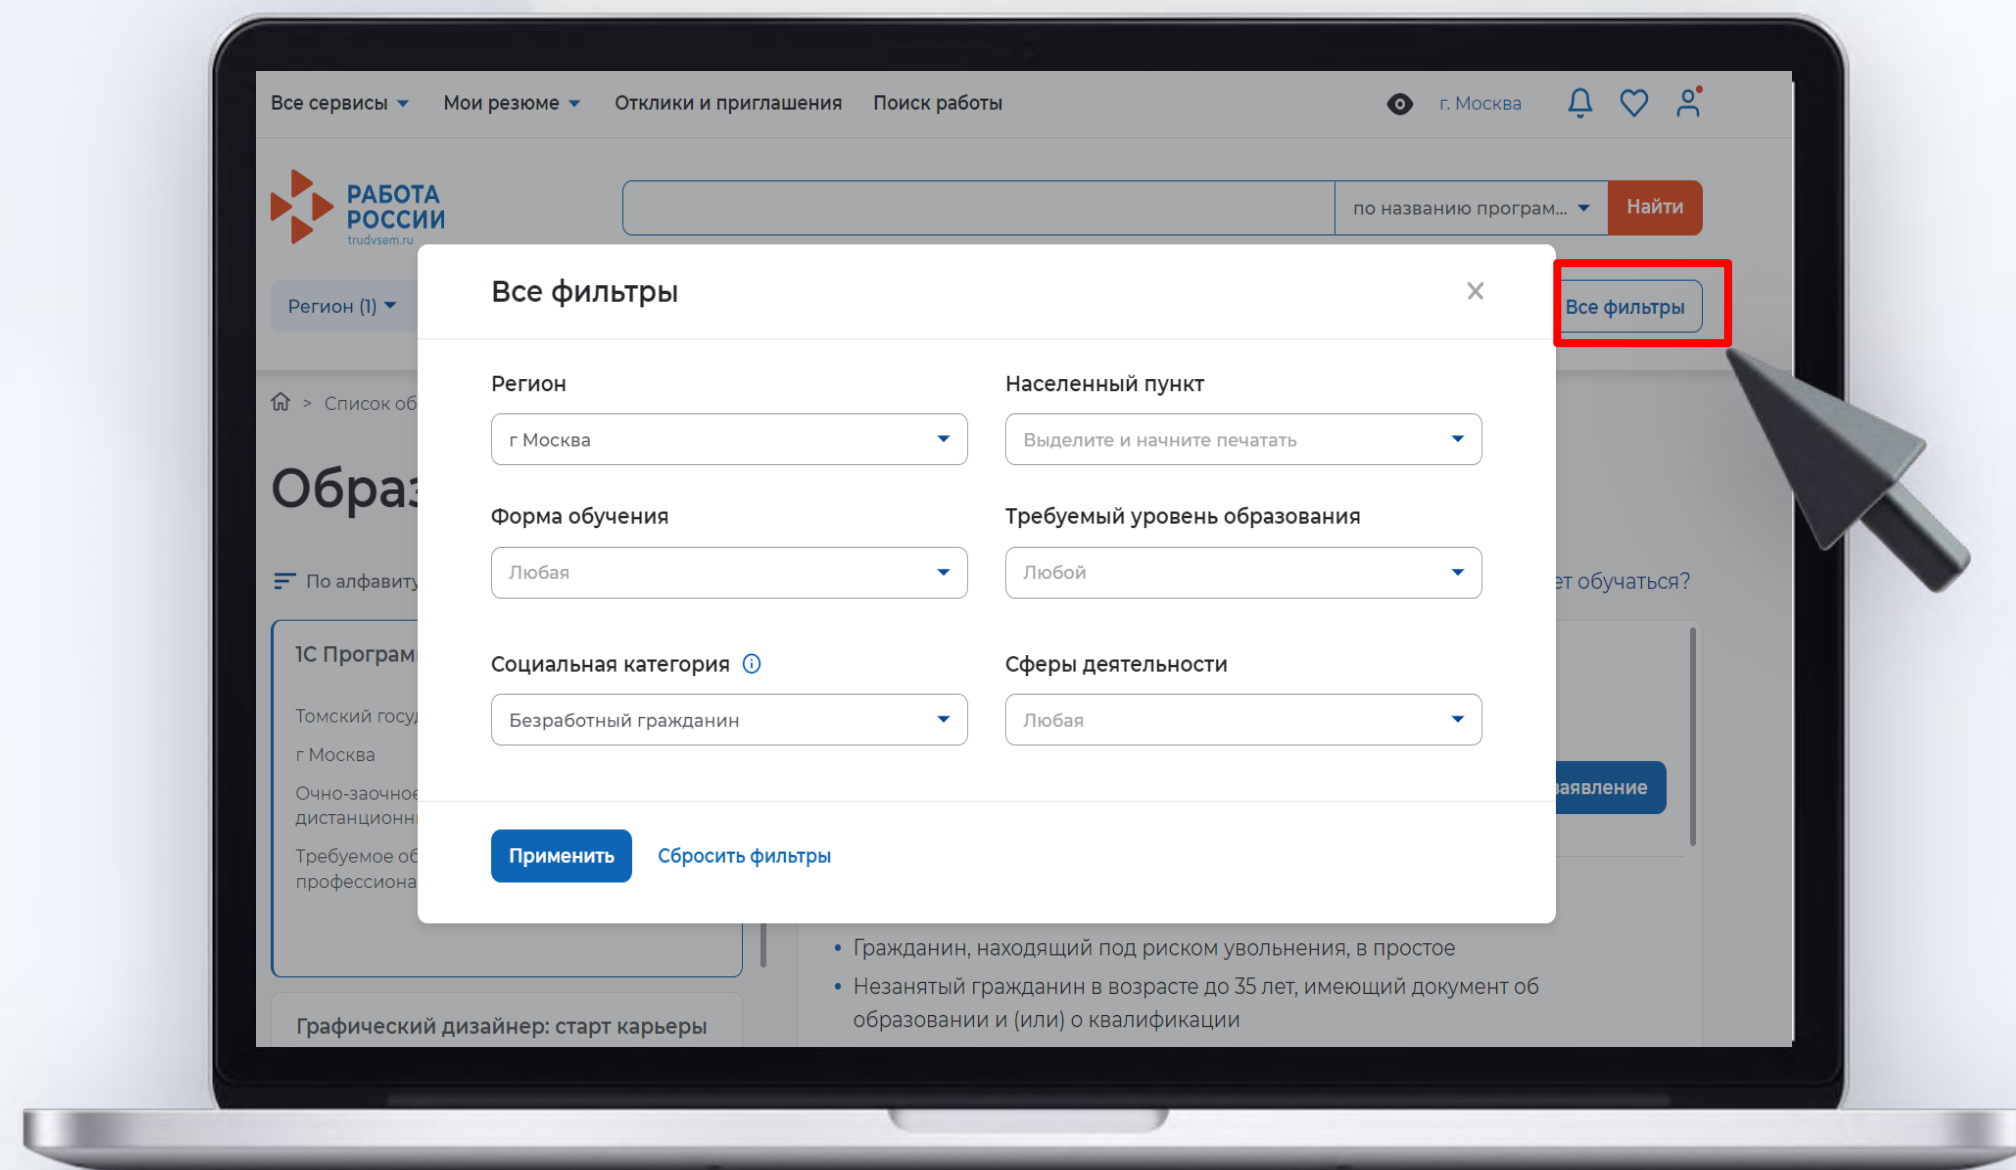 Все сервисы
Мои резюме
Отклики и приглашения
Поиск работы
г. Москва
РАБОТА
РОССИИ
trudvsem.ru
по названию програм...
Найти
Регион (1)
Все фильтры
Все фильтры
Список об
Регион
Населенный пункт
г Москва
Выделите и начните печатать
Образ
Форма обучения
Требуемый уровень образования
Любая
Любой
По алфавиту
ет обучаться?
1С Програм
Социальная категория
Сферы деятельности
Томский госу
Безработный гражданин
Любая
г Москва
Очно-заочное
дистанционн
заявление
Требуемое об
профессиона
Применить
Сбросить фильтры
• Гражданин, находящий под риском увольнения, в простое
• Незанятый гражданин в возрасте до 35 лет, имеющий документ об
образовании и (или) о квалификации
Графический дизайнер: старт карьеры